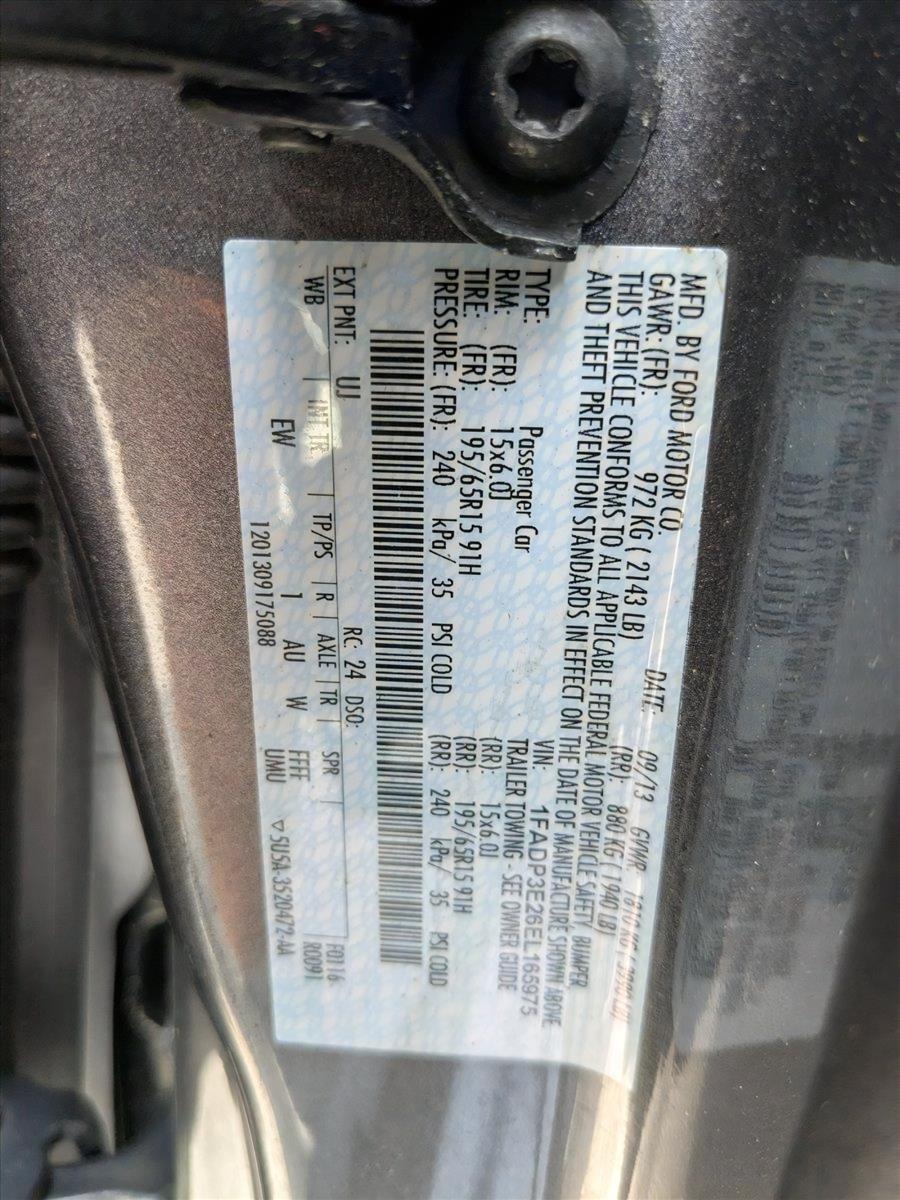 MFD. BY FORD MOTOR CO.
DATE: 09/13 GVWR:
GAWR: (FR): 972 KG ( 2143 LB) (RR): 880 KG ( 1940 LB)
THIS VEHICLE CONFORMS TO ALL APPLICABLE FEDERAL MOTOR VEHICLE SAFETY BUMPER
AND THEFT PREVENTION STANDARDS IN EFFECT ON THE DATE OF MANUFACTURE SHOWN ABOVE
VIN: 1FADP3E26EL165975
TYPE: Passenger Car TRAILER TOWING - SEE OWNER GUIDE
RIM: (FR): 15x6.0J (RR): 15x6.0J
TIRE: (FR): 195/65R15 91H (RR): 195/65R15 91H
PRESSURE: (FR): 240 kPa/ 35 PSI COLD (RR): 240 kPa/ 35 PSI COLD
EXT PNT: UJ RC: 24 DSO: F0116
WB | INT TR | TP/PS | R | AXLE | TR | SPR | R0091
EW 1 AU W FFFF
1201309175088 UMU ▽5U5A-3520472-AA